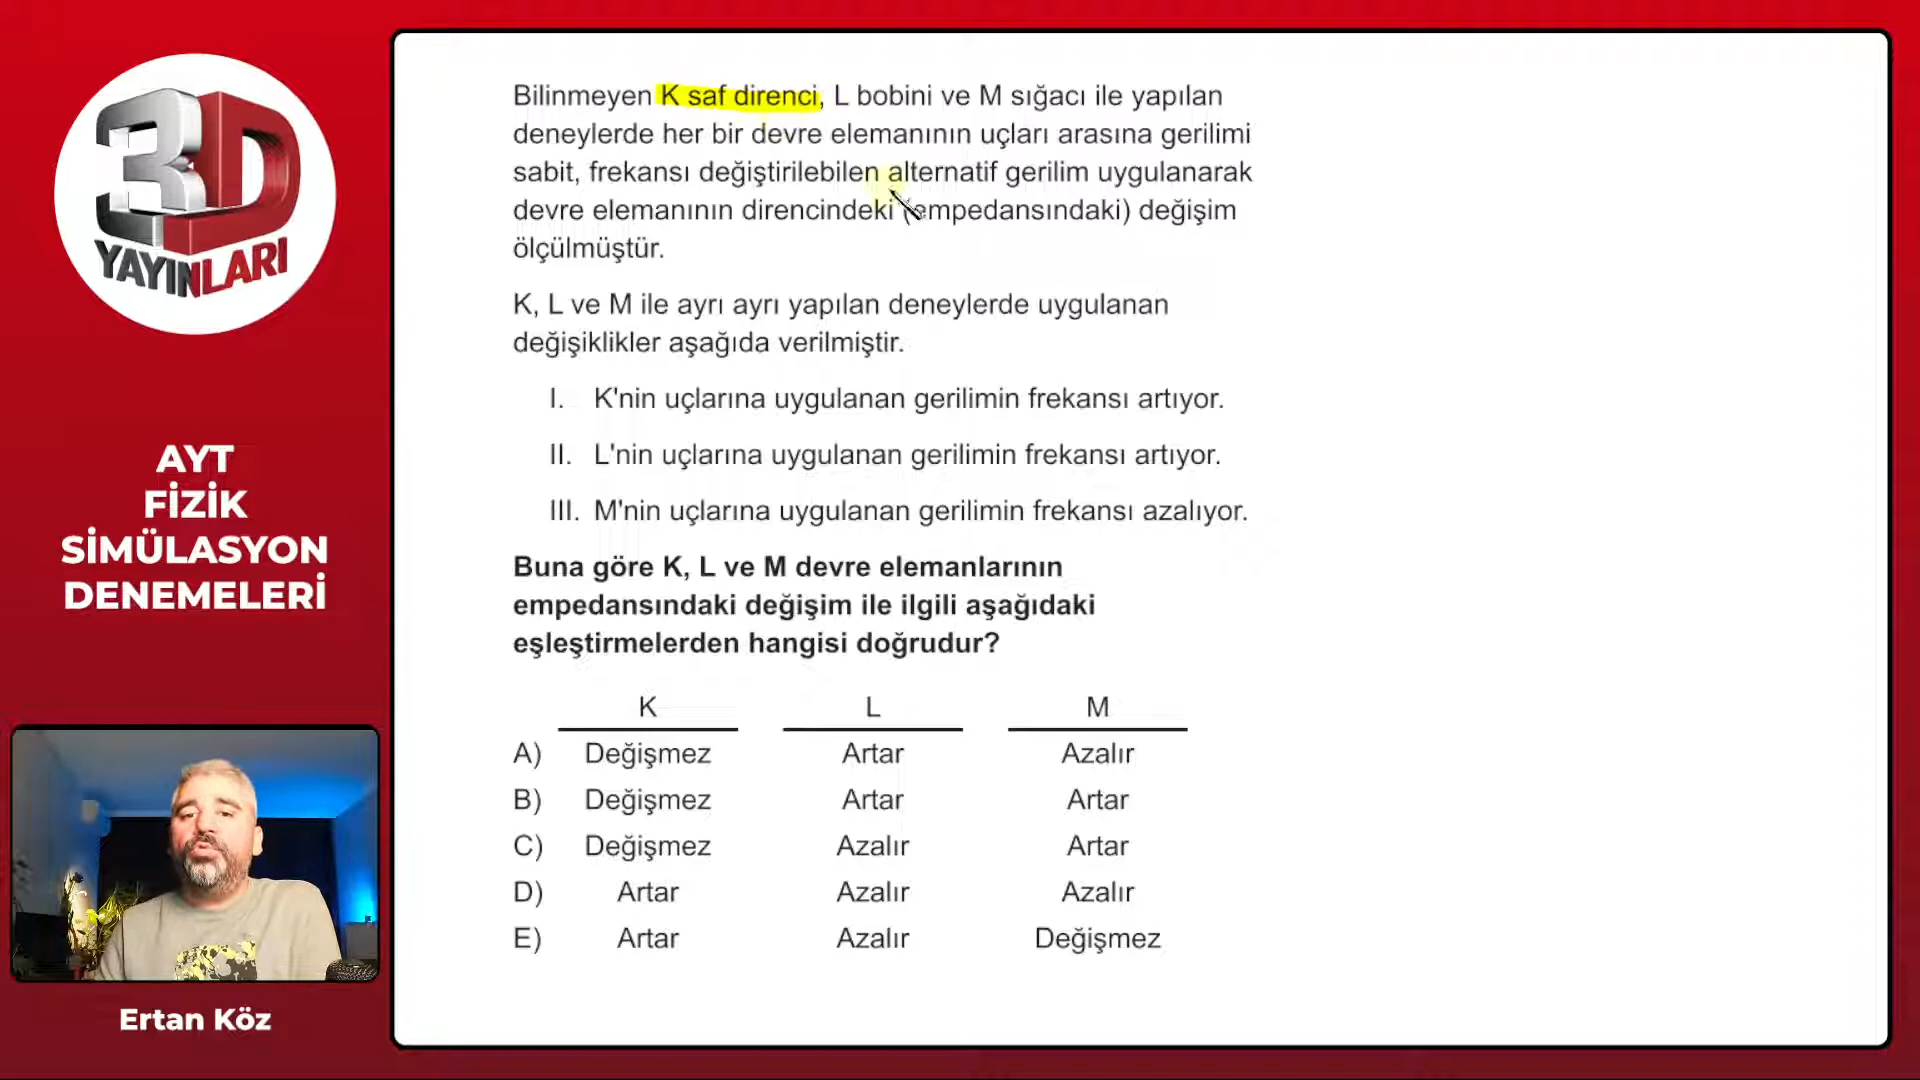 3D
YAYINLARI
AYT
FİZİK
SİMÜLASYON
DENEMELERİ
Ertan Köz
Bilinmeyen K saf direnci, L bobini ve M sığacı ile yapılan
deneylerde her bir devre elemanının uçları arasına gerilimi
sabit, frekansı değiştirilebilen alternatif gerilim uygulanarak
devre elemanının direncindeki (empedansındaki) değişim
ölçülmüştür.
K, L ve M ile ayrı ayrı yapılan deneylerde uygulanan
değişiklikler aşağıda verilmiştir.
I. K'nin uçlarına uygulanan gerilimin frekansı artıyor.
II. L'nin uçlarına uygulanan gerilimin frekansı artıyor.
III. M'nin uçlarına uygulanan gerilimin frekansı azalıyor.
Buna göre K, L ve M devre elemanlarının
empedansındaki değişim ile ilgili aşağıdaki
eşleştirmelerden hangisi doğrudur?
K L M
A) Değişmez Artar Azalır
B) Değişmez Artar Artar
C) Değişmez Azalır Artar
D) Artar Azalır Azalır
E) Artar Azalır Değişmez